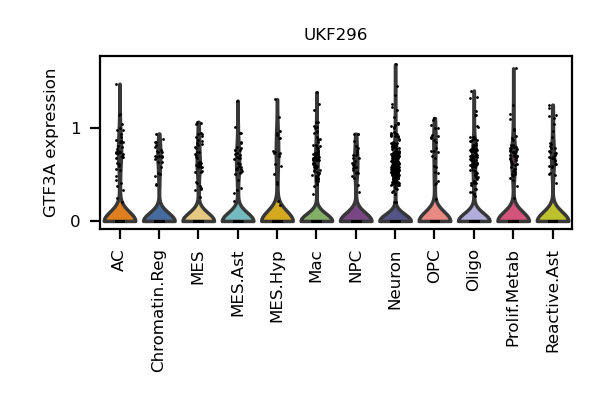 UKF296
GTF3A expression
1
0
AC
Chromatin.Reg
MES
MES.Ast
MES.Hyp
Mac
NPC
Neuron
OPC
Oligo
Prolif.Metab
Reactive.Ast